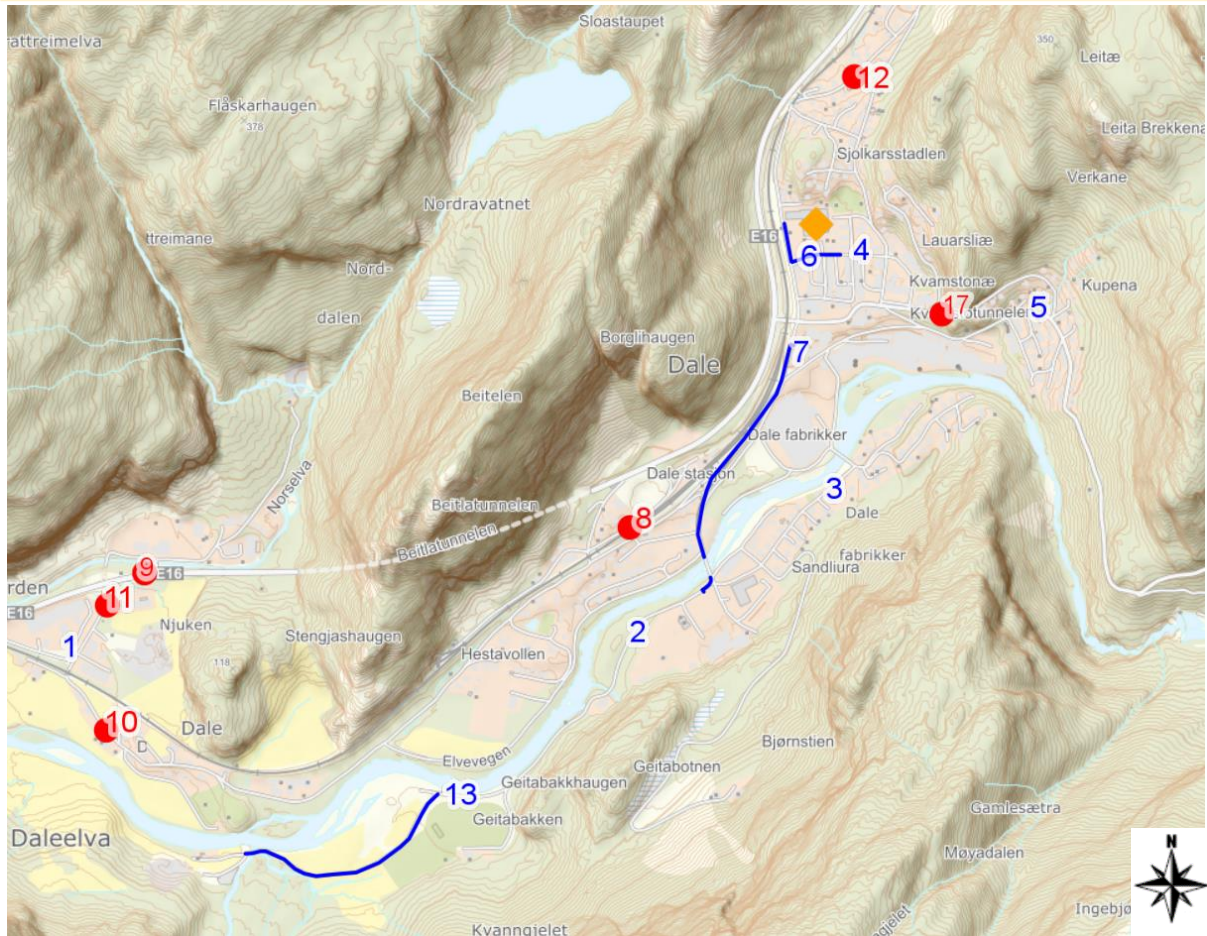 Sloastaupet
rattreimelva
350
Leitæ
12
Flåskarhaugen
378
Leita Brekkena
Sjolkarsstadlen
Verkane
Nordravatnet
ttreimane
E16
6
4
Lauarsliæ
Nord-
Kvamstonæ
Kupena
17
5
dalen
Borglihaugen
Dale
7
Beitelen
Dale fabrikker
Dale stasjon
Norselva
3
Beitlatunnelen
Dale
8
Beitlatunnelen
fabrikker
Sandliura
9
E16
rden
11
E16
Njuken
1
Stengjashaugen
2
118
Hestavollen
10
Dale
D
Bjørnstien
Elvevegen
Geitabotnen
Geitabakkhaugen
13
Gamlesætra
Geitabakken
Daleelva
N
Møyadalen
Ingebjø
Kvanngjelet
gjelet